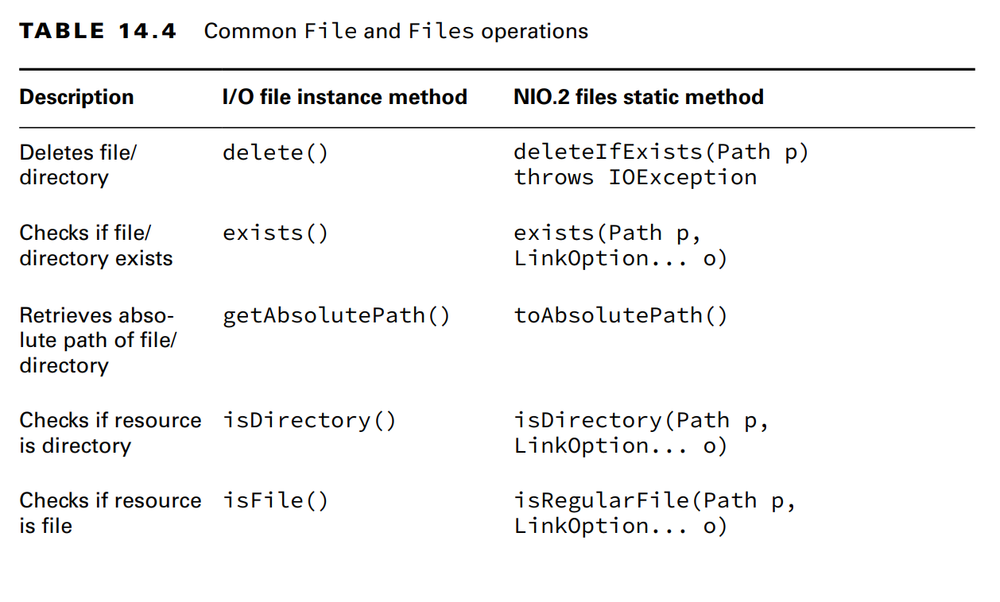 TABLE 14.4 Common File and Files operations
Description I/O file instance method NIO.2 files static method
Deletes file/ delete() deleteIfExists(Path p)
directory throws IOException
Checks if file/ exists() exists(Path p,
directory exists LinkOption... o)
Retrieves abso- getAbsolutePath() toAbsolutePath()
lute path of file/
directory
Checks if resource isDirectory() isDirectory(Path p,
is directory LinkOption... o)
Checks if resource isFile() isRegularFile(Path p,
is file LinkOption... o)